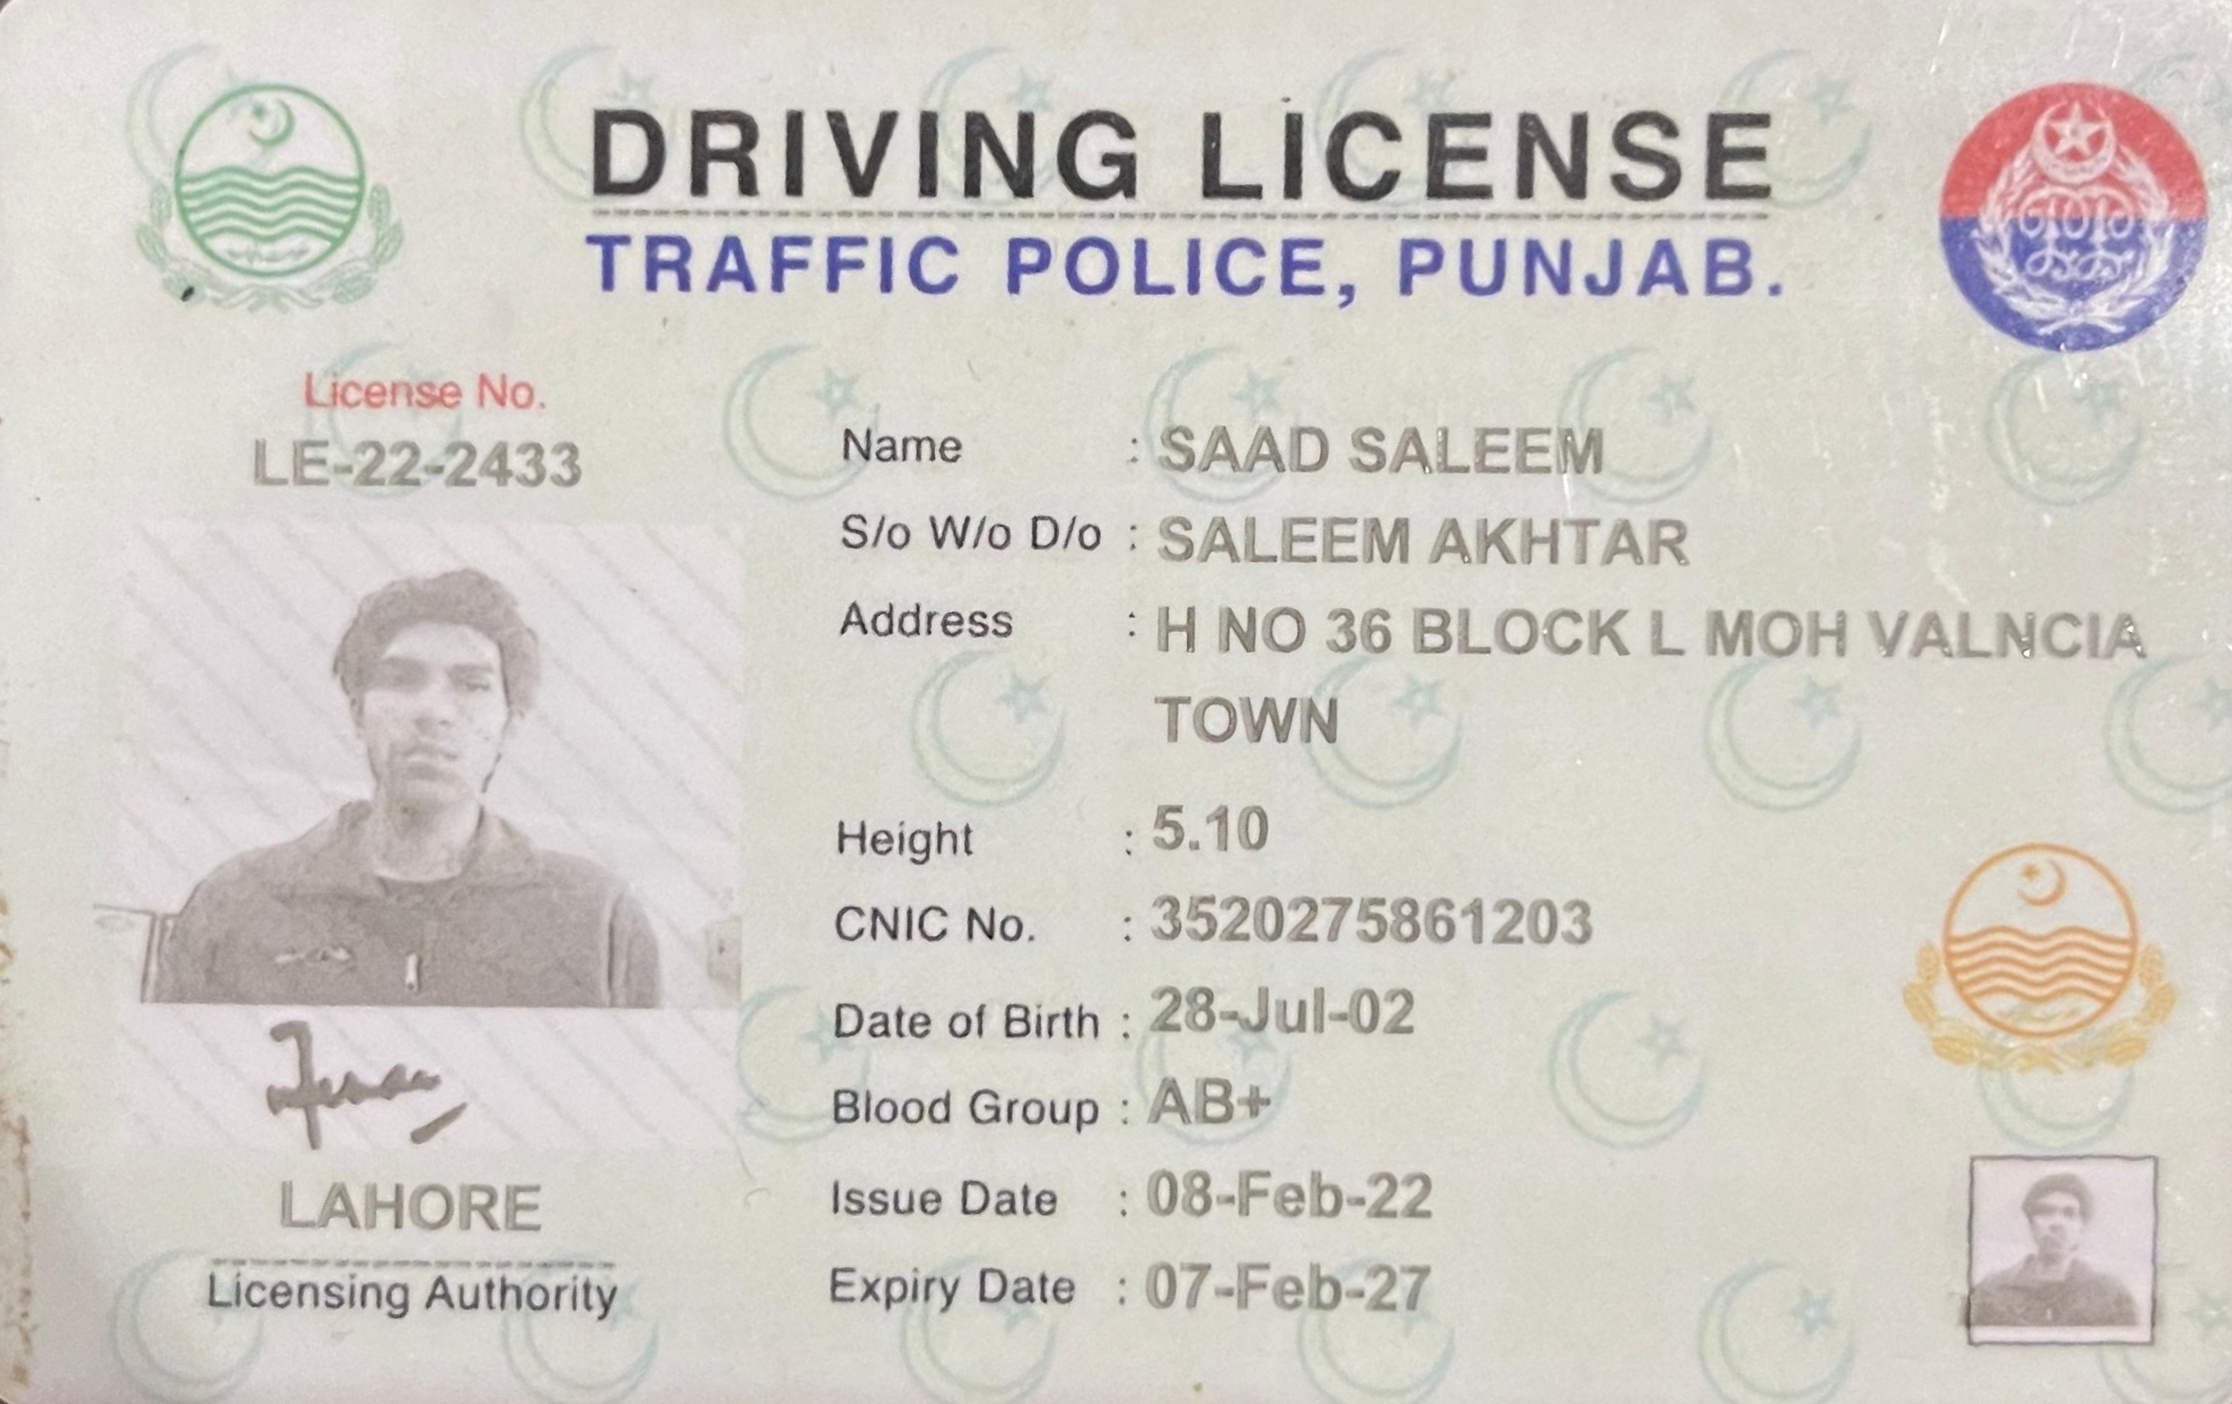 DRIVING LICENSE
TRAFFIC POLICE, PUNJAB.
License No.
LE-22-2433
Name : SAAD SALEEM
S/o W/o D/o : SALEEM AKHTAR
Address : H NO 36 BLOCK L MOH VALNCIA
TOWN
Height : 5.10
CNIC No. : 3520275861203
Date of Birth : 28-Jul-02
Blood Group : AB+
Issue Date : 08-Feb-22
Expiry Date : 07-Feb-27
LAHORE
Licensing Authority